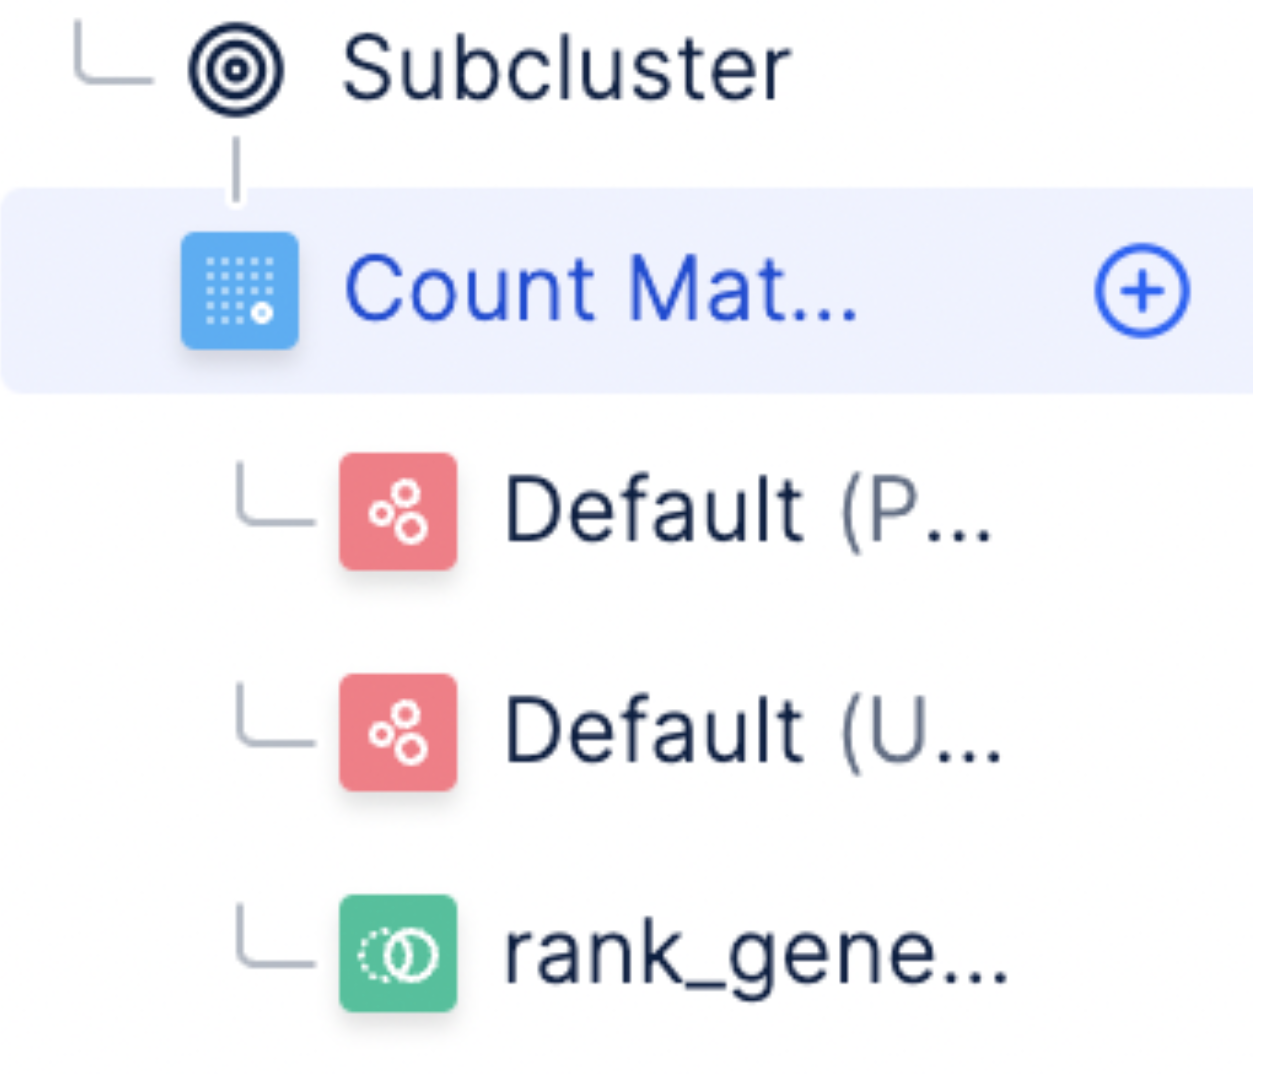 Subcluster
Count Mat...
Default (P...
Default (U...
rank_gene...